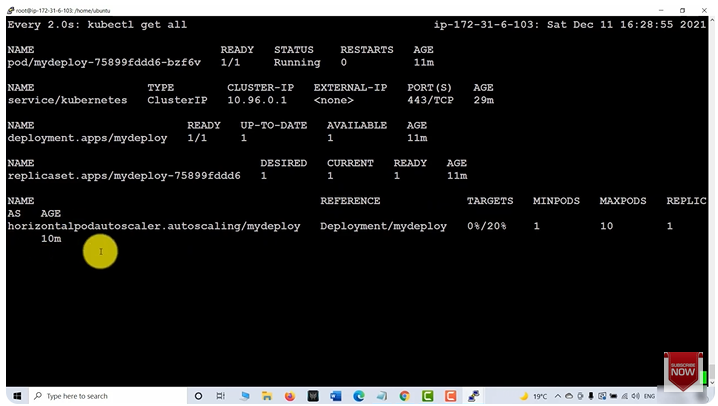 root@ip-172-31-6-103: /home/ubuntu
Every 2.0s: kubectl get all ip-172-31-6-103: Sat Dec 11 16:28:55 2021
NAME READY STATUS RESTARTS AGE
pod/mydeploy-75899fddd6-bzf6v 1/1 Running 0 11m
NAME TYPE CLUSTER-IP EXTERNAL-IP PORT(S) AGE
service/kubernetes ClusterIP 10.96.0.1 <none> 443/TCP 29m
NAME READY UP-TO-DATE AVAILABLE AGE
deployment.apps/mydeploy 1/1 1 1 11m
NAME DESIRED CURRENT READY AGE
replicaset.apps/mydeploy-75899fddd6 1 1 1 11m
NAME REFERENCE TARGETS MINPODS MAXPODS REPLIC
AS AGE
horizontalpodautoscaler.autoscaling/mydeploy Deployment/mydeploy 0%/20% 1 10 1
10m
SUBSCRIBE
NOW
Type here to search
19°C
ENG